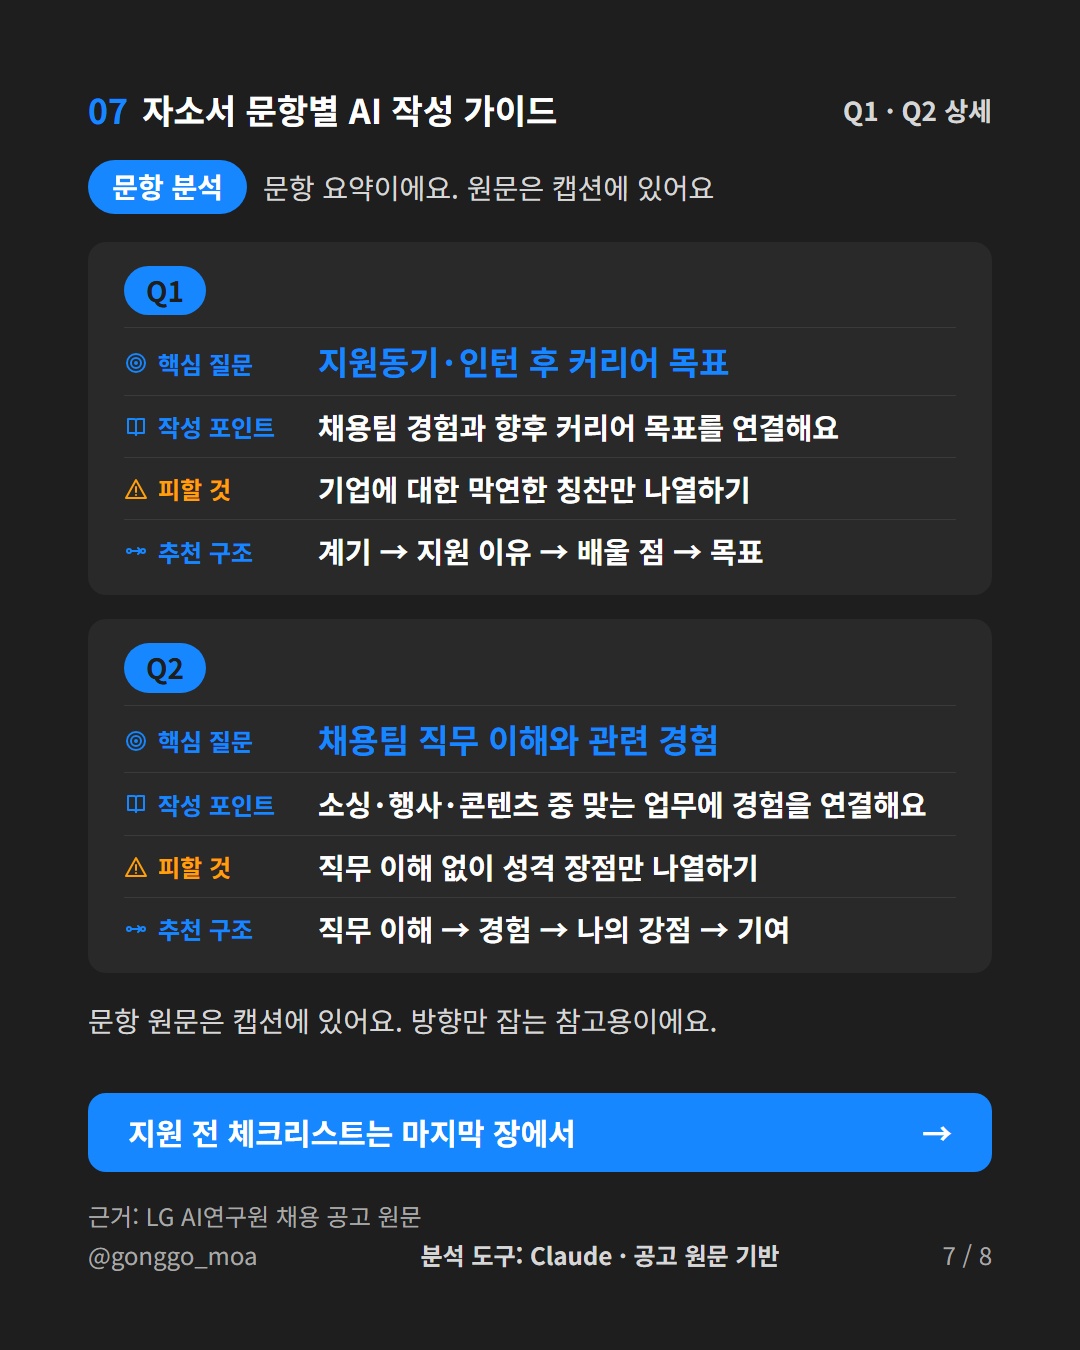 07 자소서 문항별 AI 작성 가이드
Q1 · Q2 상세
문항 분석 문항 요약이에요. 원문은 캡션에 있어요
Q1
핵심 질문 지원동기·인턴 후 커리어 목표
작성 포인트 채용팀 경험과 향후 커리어 목표를 연결해요
피할 것 기업에 대한 막연한 칭찬만 나열하기
추천 구조 계기 → 지원 이유 → 배울 점 → 목표
Q2
핵심 질문 채용팀 직무 이해와 관련 경험
작성 포인트 소싱·행사·콘텐츠 중 맞는 업무에 경험을 연결해요
피할 것 직무 이해 없이 성격 장점만 나열하기
추천 구조 직무 이해 → 경험 → 나의 강점 → 기여
문항 원문은 캡션에 있어요. 방향만 잡는 참고용이에요.
지원 전 체크리스트는 마지막 장에서 →
근거: LG AI연구원 채용 공고 원문
@gonggo_moa
분석 도구: Claude · 공고 원문 기반
7 / 8